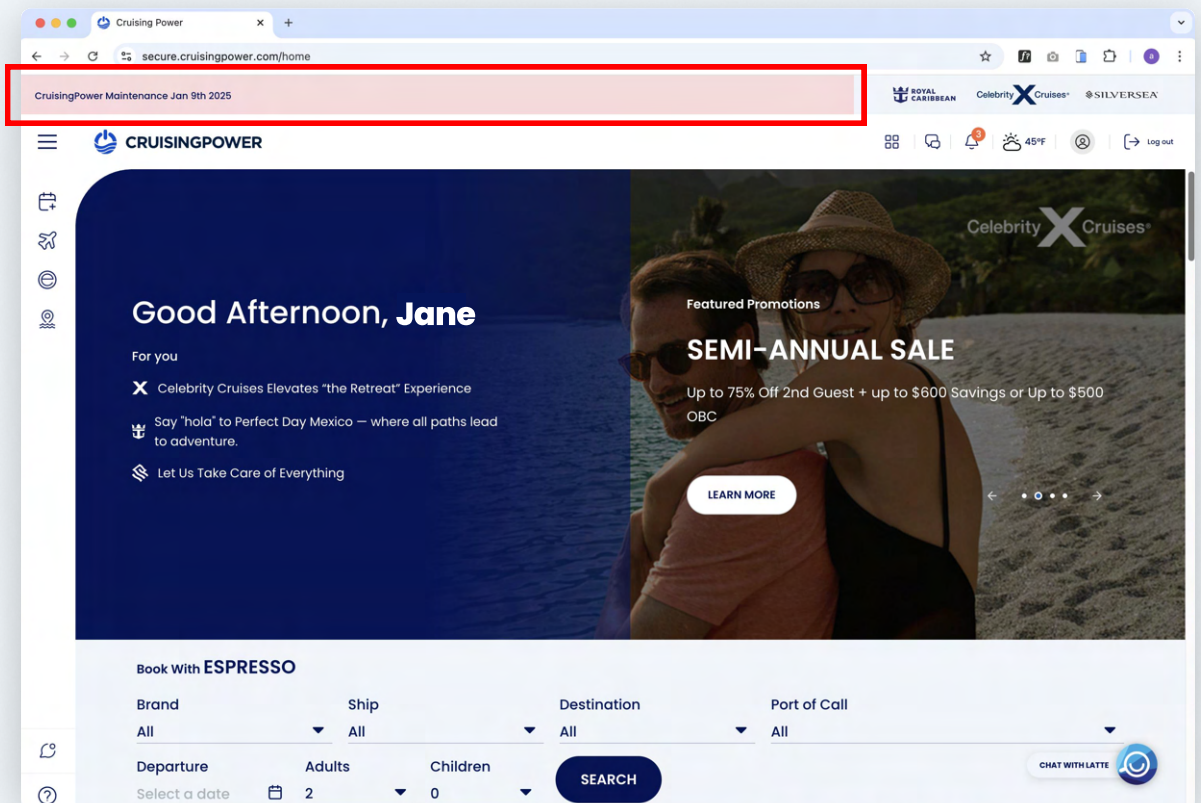 Cruising Power
secure.cruisingpower.com/home
a
CruisingPower Maintenance Jan 9th 2025
ROYAL
CARIBBEAN
Celebrity X Cruises®
SILVERSEA
CRUISINGPOWER
3
45°F
Log out
Celebrity X Cruises®
Good Afternoon, Jane
For you
Celebrity Cruises Elevates “the Retreat” Experience
Say "hola" to Perfect Day Mexico — where all paths lead
to adventure.
Let Us Take Care of Everything
Featured Promotions
SEMI-ANNUAL SALE
Up to 75% Off 2nd Guest + up to $600 Savings or Up to $500
OBC
LEARN MORE
Book With ESPRESSO
Brand Ship Destination Port of Call
All All All All
Departure Adults Children
Select a date 2 0
SEARCH
CHAT WITH LATTE